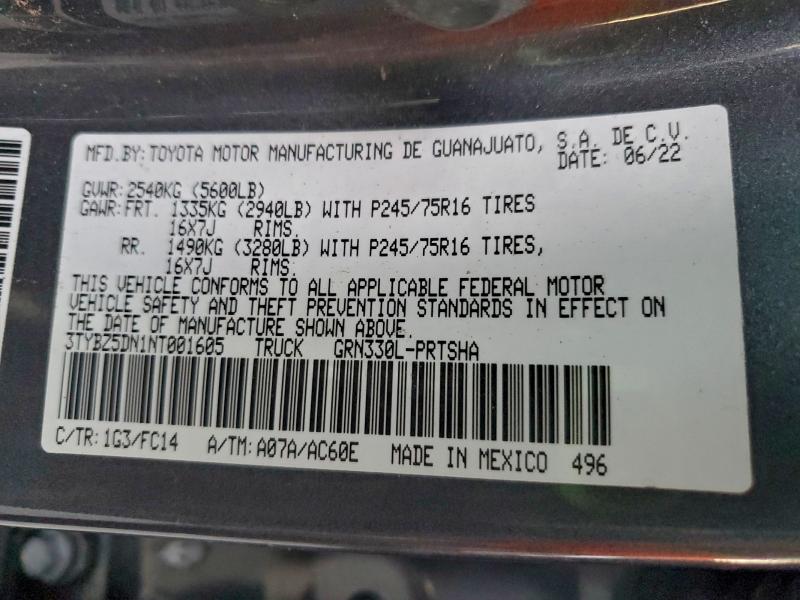 MFD.BY:TOYOTA MOTOR MANUFACTURING DE GUANAJUATO, S.A. DE C.V.
DATE: 06/22
GVWR:2540KG (5600LB)
GAWR:FRT. 1335KG (2940LB) WITH P245/75R16 TIRES
16X7J RIMS.
RR. 1490KG (3280LB) WITH P245/75R16 TIRES,
16X7J RIMS.
THIS VEHICLE CONFORMS TO ALL APPLICABLE FEDERAL MOTOR
VEHICLE SAFETY AND THEFT PREVENTION STANDARDS IN EFFECT ON
THE DATE OF MANUFACTURE SHOWN ABOVE.
3TYBZ5DN1NT001605 TRUCK GRN330L-PRTSHA
C/TR:1G3/FC14 A/TM:A07A/AC60E MADE IN MEXICO 496